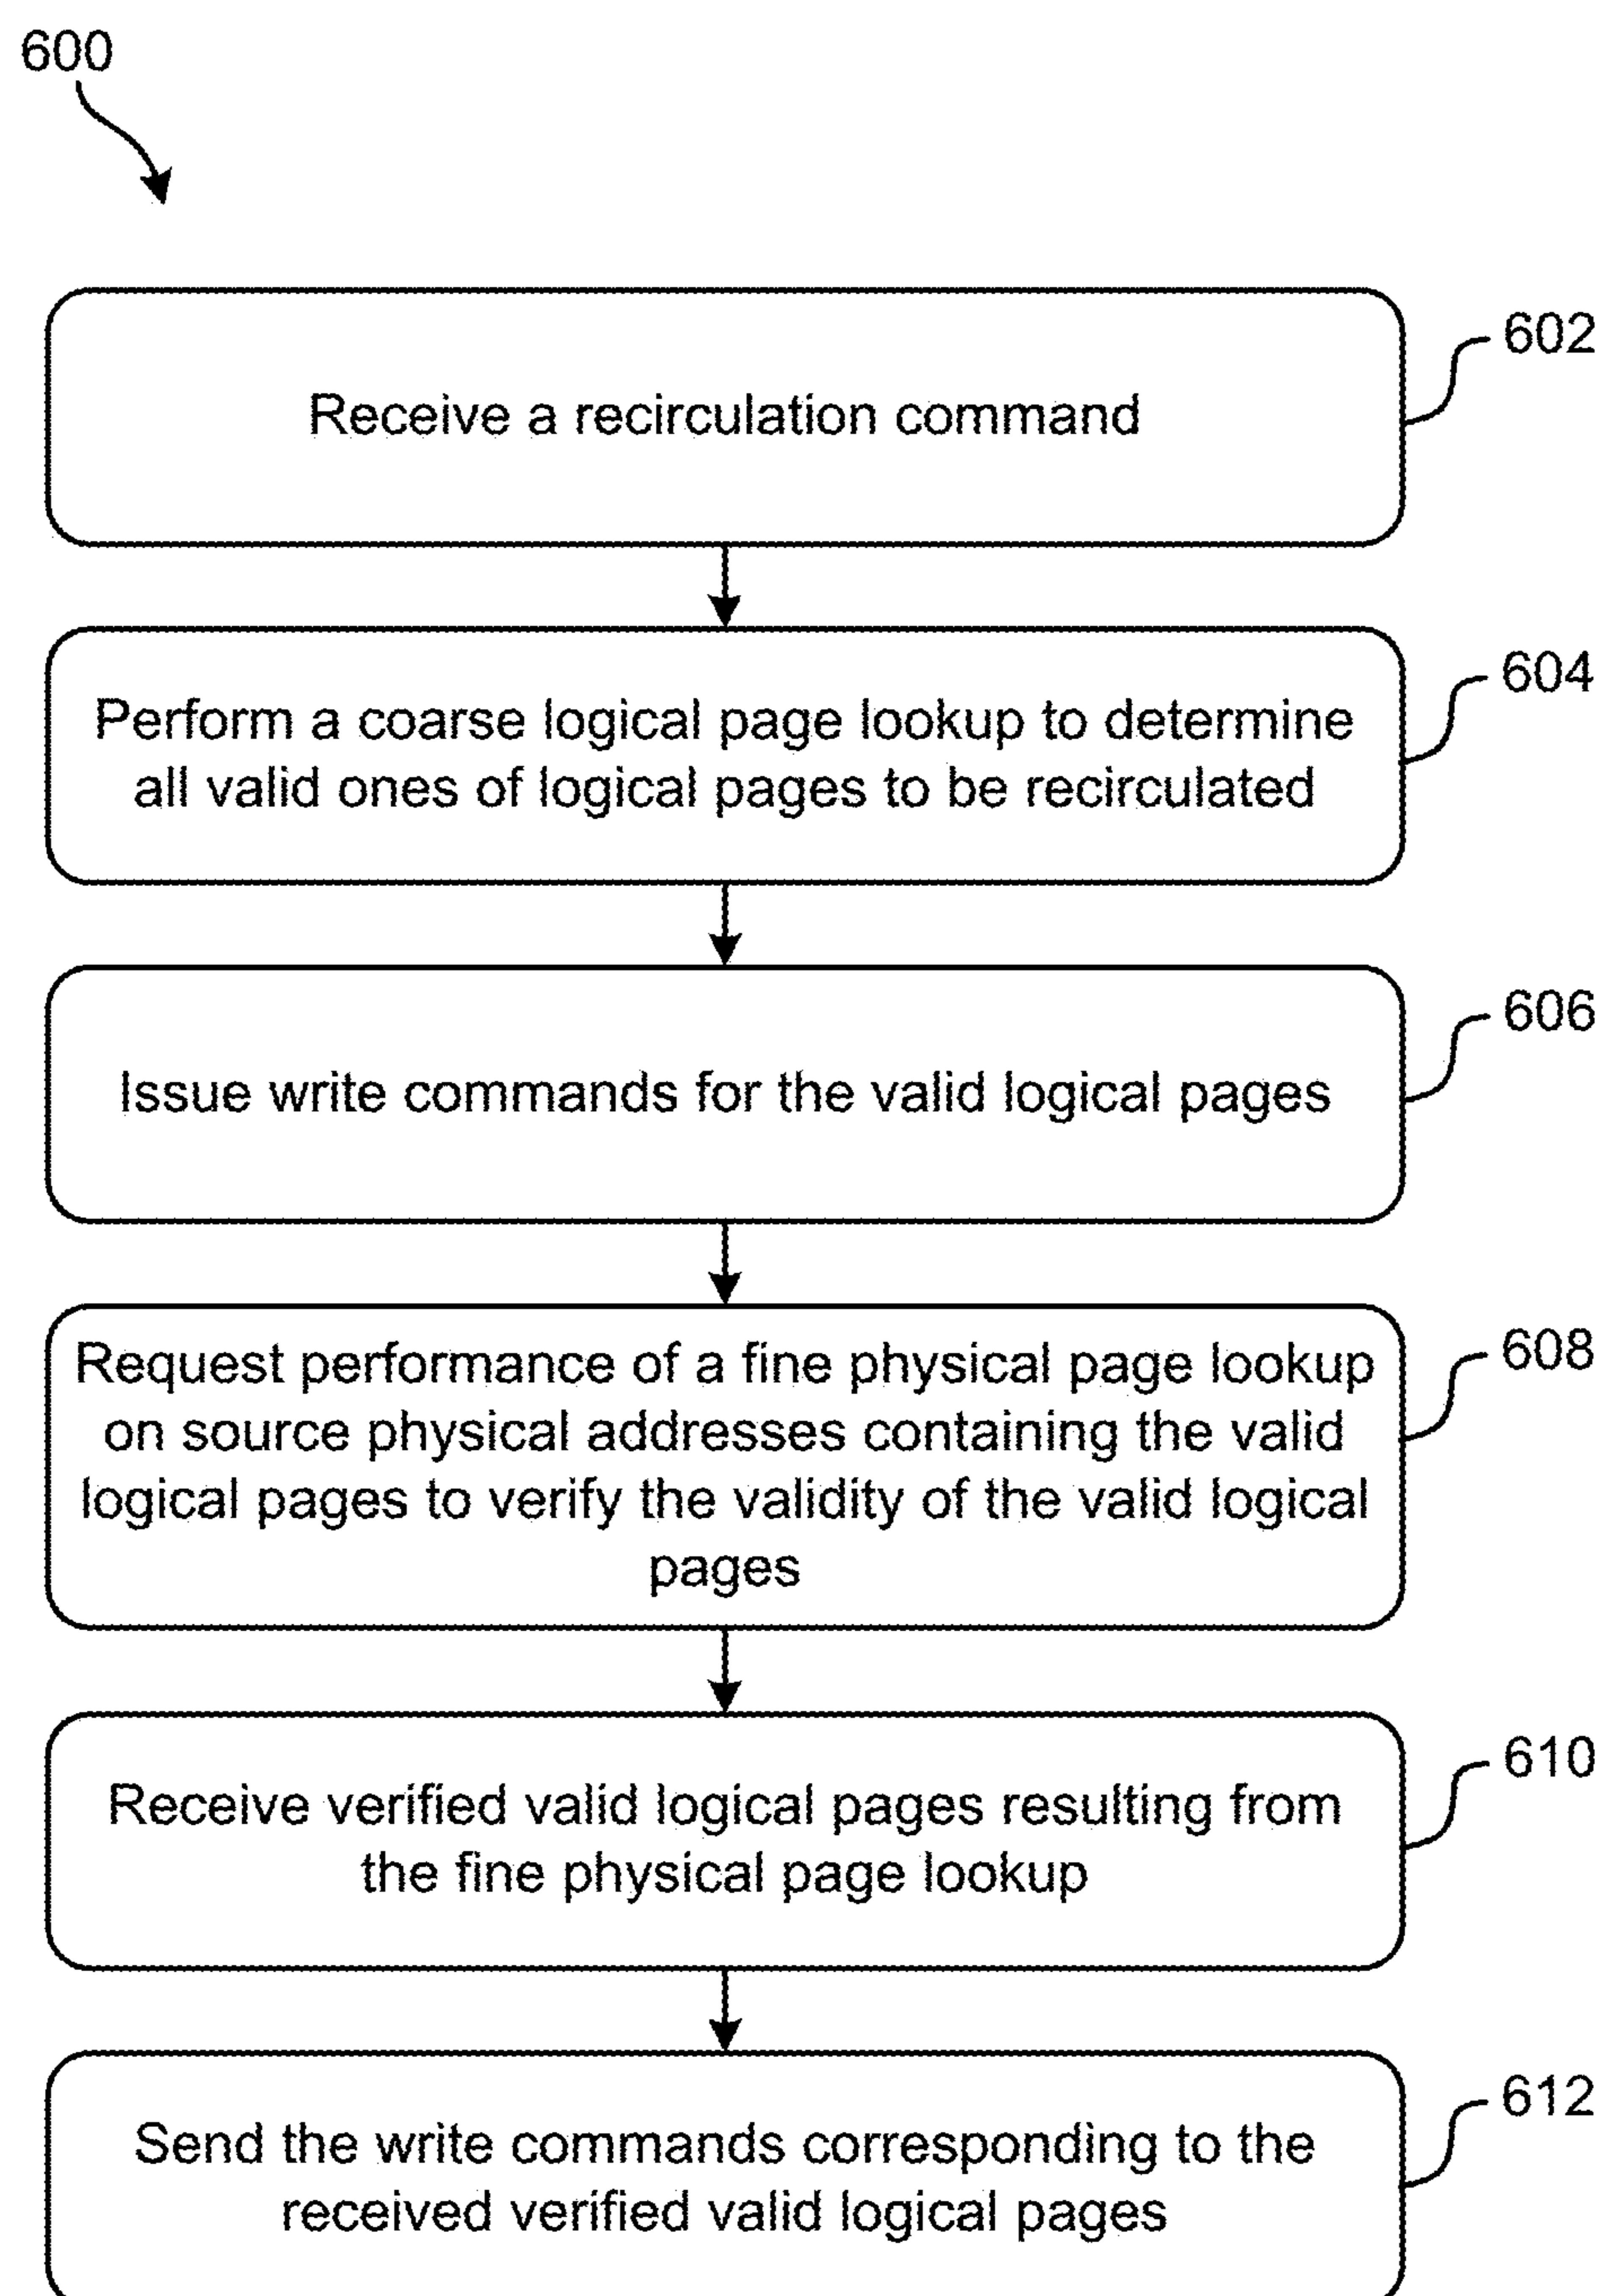 600
Receive a recirculation command
602
Perform a coarse logical page lookup to determine
all valid ones of logical pages to be recirculated
604
Issue write commands for the valid logical pages
606
Request performance of a fine physical page lookup
on source physical addresses containing the valid
logical pages to verify the validity of the valid logical
pages
608
Receive verified valid logical pages resulting from
the fine physical page lookup
610
Send the write commands corresponding to the
received verified valid logical pages
612